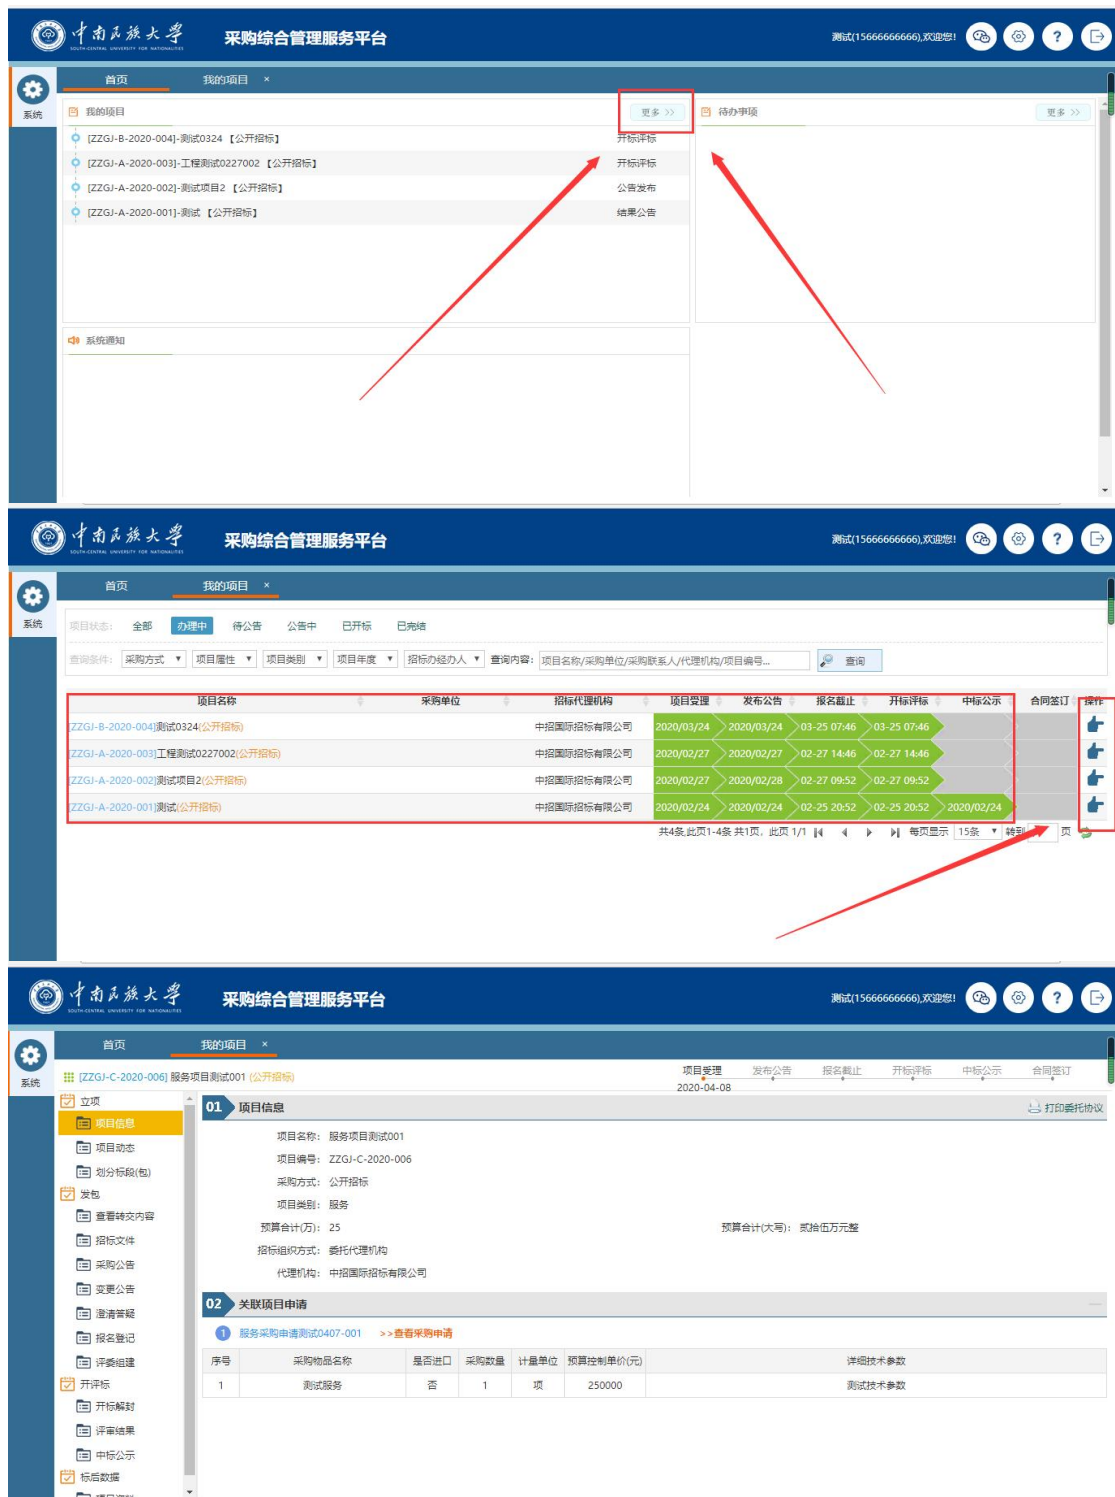 中南民族大学 采购综合管理服务平台 测试(15666666666),欢迎您!
SOUTH-CENTRAL UNIVERSITY FOR NATIONALITIES
首页 我的项目 ×
系统
我的项目 更多 >> 待办事项 更多 >>
[ZZGJ-B-2020-004]-测试0324 【公开招标】 开标评标
[ZZGJ-A-2020-003]-工程测试0227002 【公开招标】 开标评标
[ZZGJ-A-2020-002]-测试项目2 【公开招标】 公告发布
[ZZGJ-A-2020-001]-测试 【公开招标】 结果公告
系统通知
中南民族大学 采购综合管理服务平台 测试(15666666666),欢迎您!
SOUTH-CENTRAL UNIVERSITY FOR NATIONALITIES
首页 我的项目 ×
系统
项目状态: 全部 办理中 待公告 公告中 已开标 已完结
查询条件: 采购方式 项目属性 项目类别 项目年度 招标办经办人 查询内容: 项目名称/采购单位/采购联系人/代理机构/项目编号... 查询
项目名称 采购单位 招标代理机构 项目受理 发布公告 报名截止 开标评标 中标公示 合同签订 操作
[ZZGJ-B-2020-004]测试0324(公开招标) 中招国际招标有限公司 2020/03/24 2020/03/24 03-25 07:46 03-25 07:46
[ZZGJ-A-2020-003]工程测试0227002(公开招标) 中招国际招标有限公司 2020/02/27 2020/02/27 02-27 14:46 02-27 14:46
[ZZGJ-A-2020-002]测试项目2(公开招标) 中招国际招标有限公司 2020/02/27 2020/02/28 02-27 09:52 02-27 09:52
[ZZGJ-A-2020-001]测试(公开招标) 中招国际招标有限公司 2020/02/24 2020/02/24 02-25 20:52 02-25 20:52 2020/02/24
共4条,此页1-4条 共1页, 此页 1/1 每页显示 15条 转到 页
中南民族大学 采购综合管理服务平台 测试(15666666666),欢迎您!
SOUTH-CENTRAL UNIVERSITY FOR NATIONALITIES
首页 我的项目 ×
系统
[ZZGJ-C-2020-006] 服务项目测试001 (公开招标) 项目受理 发布公告 报名截止 开标评标 中标公示 合同签订
2020-04-08
立项
项目信息
项目动态
划分标段(包)
发包
查看转交内容
招标文件
采购公告
变更公告
澄清答疑
报名登记
评委组建
开评标
开标解封
评审结果
中标公示
标后数据
01 项目信息 打印委托协议
项目名称: 服务项目测试001
项目编号: ZZGJ-C-2020-006
采购方式: 公开招标
项目类别: 服务
预算合计(万): 25 预算合计(大写): 贰拾伍万元整
招标组织方式: 委托代理机构
代理机构: 中招国际招标有限公司
02 关联项目申请
1 服务采购申请测试0407-001 >>查看采购申请
序号 采购物品名称 是否进口 采购数量 计量单位 预算控制单价(元) 详细技术参数
1 测试服务 否 1 项 250000 测试技术参数